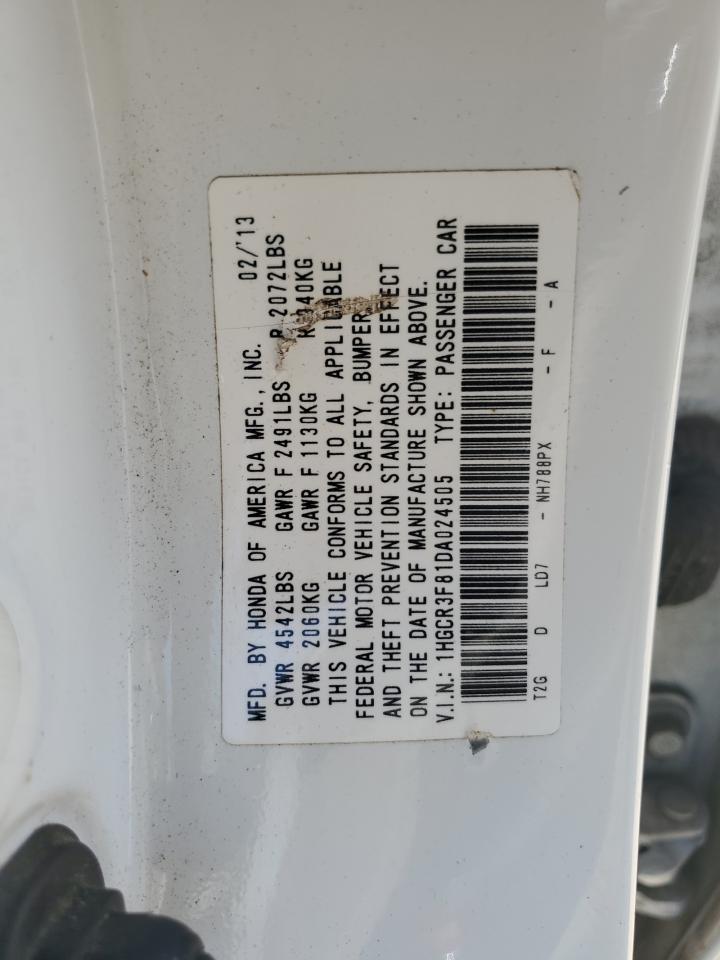 MFD. BY HONDA OF AMERICA MFG., INC. 02/'13
GVWR 4542LBS GAWR F 2491LBS R 2072LBS
GVWR 2060KG GAWR F 1130KG R 940KG
THIS VEHICLE CONFORMS TO ALL APPLICABLE
FEDERAL MOTOR VEHICLE SAFETY, BUMPER,
AND THEFT PREVENTION STANDARDS IN EFFECT
ON THE DATE OF MANUFACTURE SHOWN ABOVE.
V.I.N.: 1HGCR3F81DA024505 TYPE: PASSENGER CAR
T2G D LD7 - NH788PX - F - A